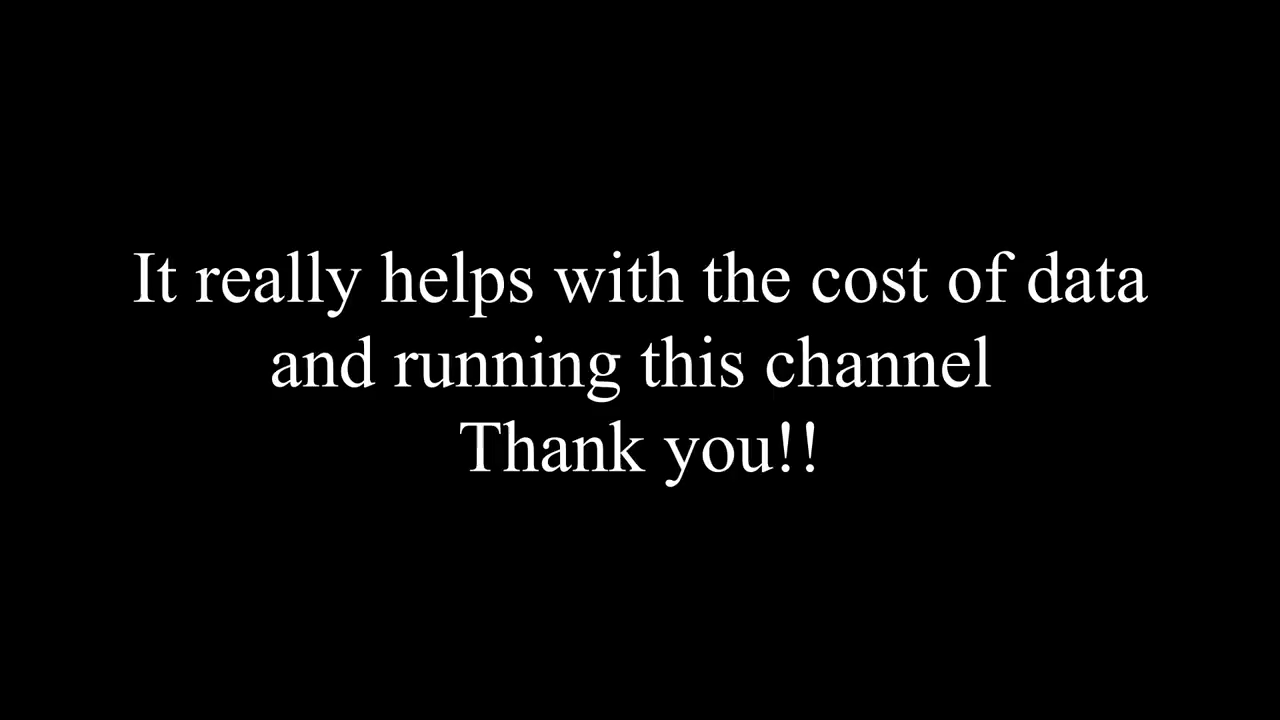 It really helps with the cost of data
and running this channel
Thank you!!